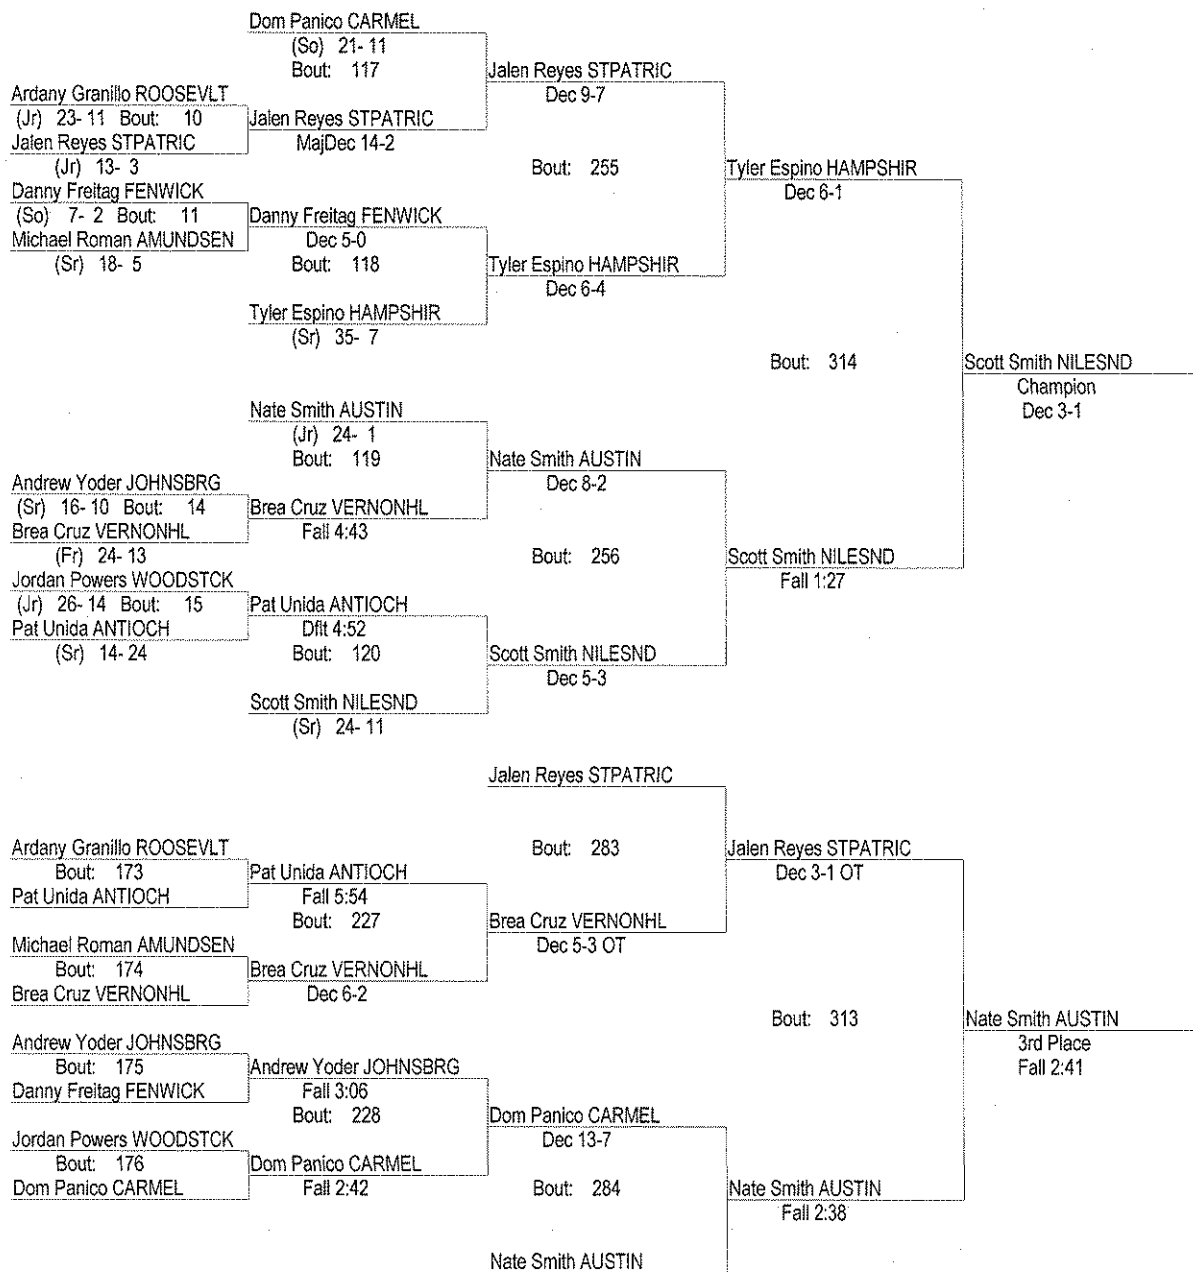 Dom Panico CARMEL
(So) 21- 11
Bout: 117
Jalen Reyes STPATRIC
Dec 9-7
Ardany Granillo ROOSEVLT
(Jr) 23- 11 Bout: 10
Jalen Reyes STPATRIC
MajDec 14-2
Jalen Reyes STPATRIC
(Jr) 13- 3
Bout: 255
Tyler Espino HAMPSHIR
Dec 6-1
Danny Freitag FENWICK
(So) 7- 2 Bout: 11
Danny Freitag FENWICK
Dec 5-0
Michael Roman AMUNDSEN
(Sr) 18- 5
Bout: 118
Tyler Espino HAMPSHIR
Dec 6-4
Tyler Espino HAMPSHIR
(Sr) 35- 7
Bout: 314
Scott Smith NILESND
Champion
Dec 3-1
Nate Smith AUSTIN
(Jr) 24- 1
Bout: 119
Nate Smith AUSTIN
Dec 8-2
Andrew Yoder JOHNSBRG
(Sr) 16- 10 Bout: 14
Brea Cruz VERNONHL
Fall 4:43
Brea Cruz VERNONHL
(Fr) 24- 13
Bout: 256
Scott Smith NILESND
Fall 1:27
Jordan Powers WOODSTCK
(Jr) 26- 14 Bout: 15
Pat Unida ANTIOCH
Dflt 4:52
Pat Unida ANTIOCH
(Sr) 14- 24
Bout: 120
Scott Smith NILESND
Dec 5-3
Scott Smith NILESND
(Sr) 24- 11
Jalen Reyes STPATRIC
Ardany Granillo ROOSEVLT
Bout: 173
Pat Unida ANTIOCH
Bout: 283
Jalen Reyes STPATRIC
Dec 3-1 OT
Pat Unida ANTIOCH
Fall 5:54
Bout: 227
Brea Cruz VERNONHL
Dec 5-3 OT
Michael Roman AMUNDSEN
Bout: 174
Brea Cruz VERNONHL
Brea Cruz VERNONHL
Dec 6-2
Bout: 313
Nate Smith AUSTIN
3rd Place
Fall 2:41
Andrew Yoder JOHNSBRG
Bout: 175
Danny Freitag FENWICK
Andrew Yoder JOHNSBRG
Fall 3:06
Bout: 228
Dom Panico CARMEL
Dec 13-7
Jordan Powers WOODSTCK
Bout: 176
Dom Panico CARMEL
Dom Panico CARMEL
Fall 2:42
Bout: 284
Nate Smith AUSTIN
Fall 2:38
Nate Smith AUSTIN